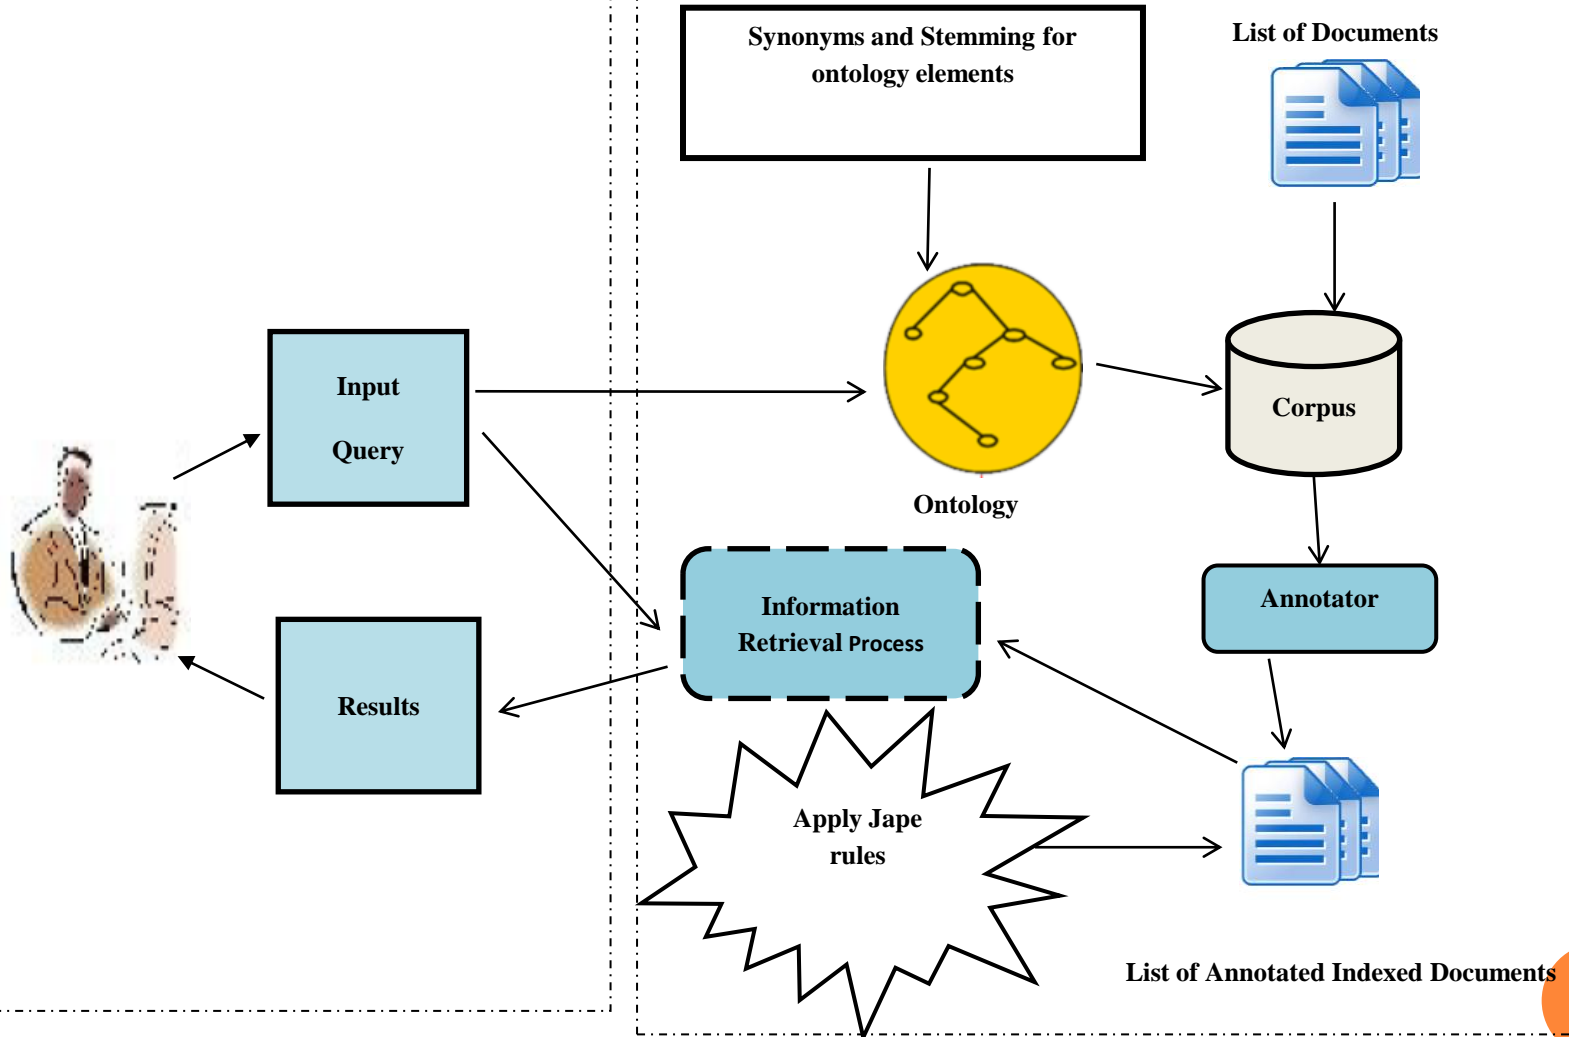 Synonyms and Stemming for
ontology elements
List of Documents
Input
Query
Corpus
Ontology
Information
Retrieval Process
Annotator
Results
Apply Jape
rules
List of Annotated Indexed Documents